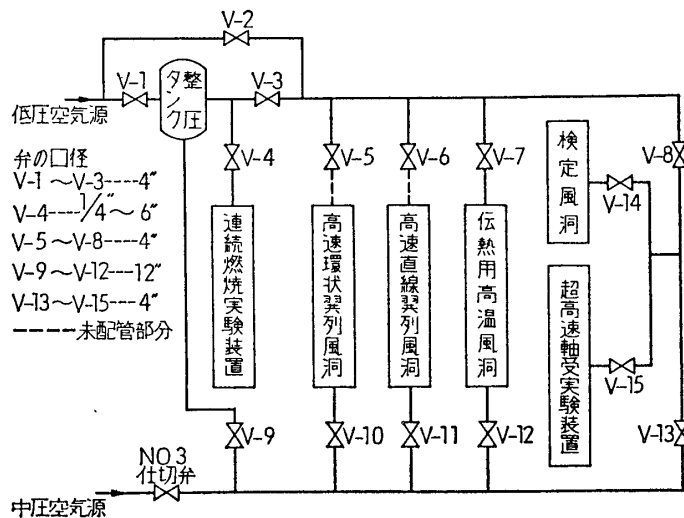 V-2
V-1
整圧タンク
V-3
低圧空気源
弁の口径
V-1～V-3----4″
V-4----1/4″～6″
V-5～V-8----4″
V-9～V-12---12″
V-13～V-15---4″
-----未配管部分
V-4
V-5
V-6
V-7
V-8
連続燃焼実験装置
高速環状翼列風洞
高速直線翼列風洞
伝熱用高温風洞
検定風洞
V-14
超高速軸受実験装置
V-15
V-9
V-10
V-11
V-12
V-13
NO3
仕切弁
中圧空気源